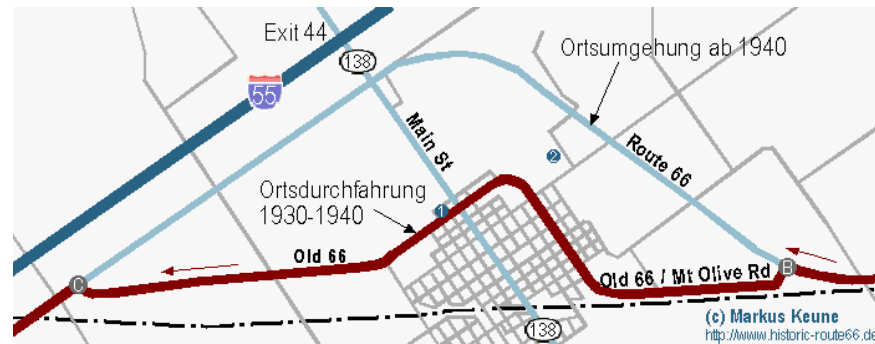 Exit 44
138
Ortsumgehung ab 1940
55
Main St
Route 66
2
Ortsdurchfahrung
1930-1940
1
Old 66
Old 66 / Mt Olive Rd
B
C
138
(c) Markus Keune
http://www.historic-route66.de